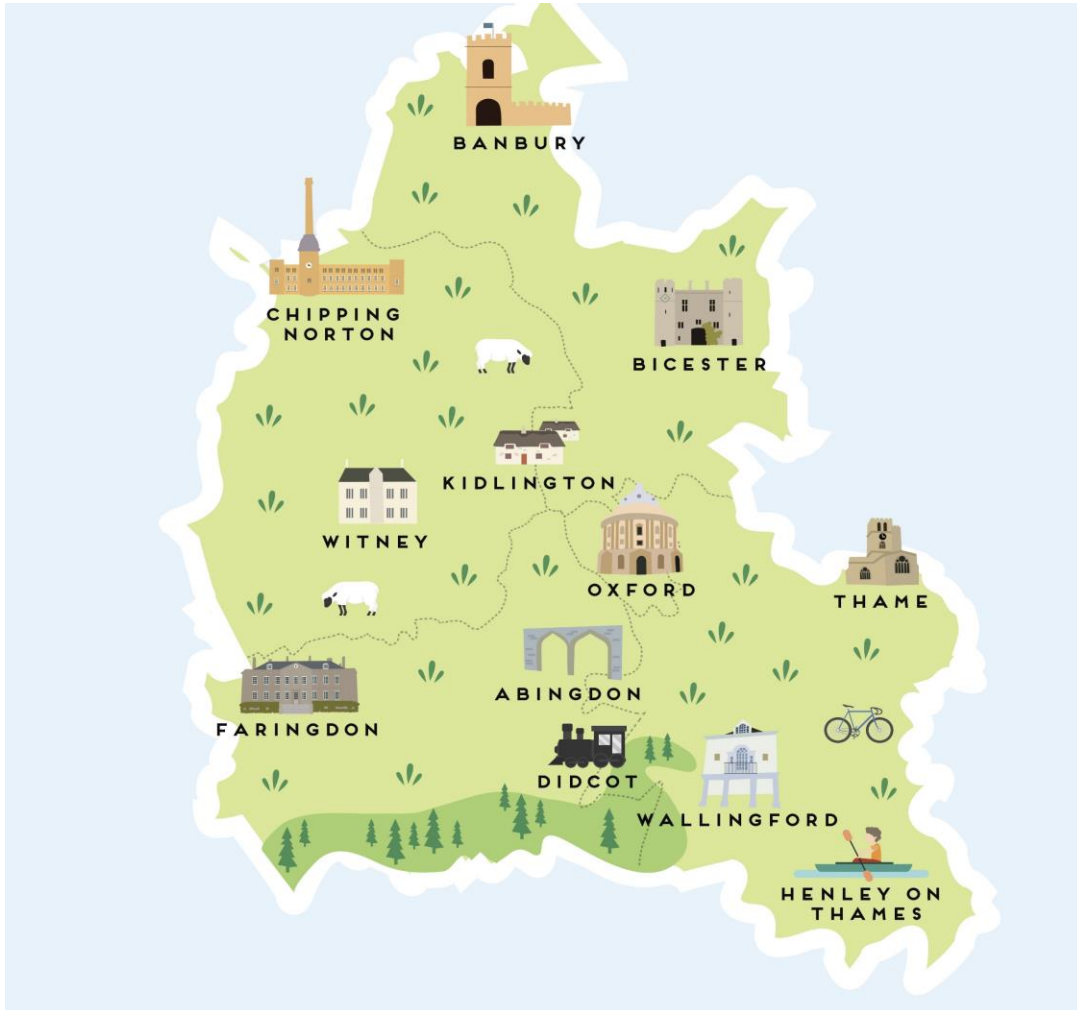 BANBURY
CHIPPING
NORTON
BICESTER
KIDLINGTON
WITNEY
OXFORD
THAME
ABINGDON
FARINGDON
DIDCOT
WALLINGFORD
HENLEY ON
THAMES